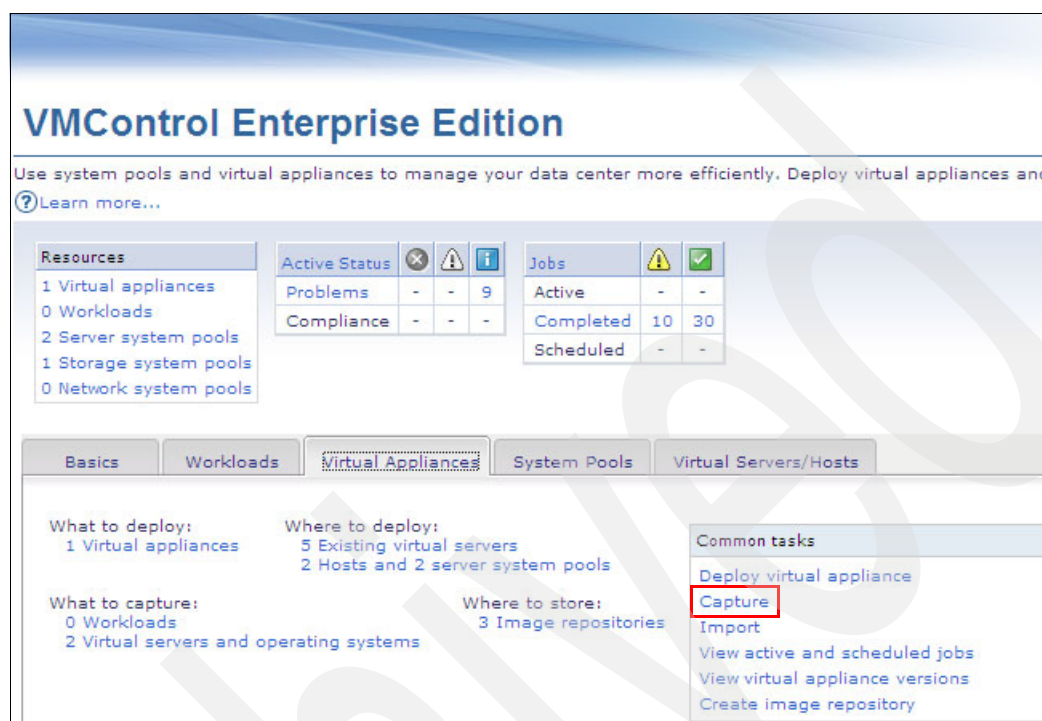 VMControl Enterprise Edition
Use system pools and virtual appliances to manage your data center more efficiently. Deploy virtual appliances and
? Learn more...
Resources
1 Virtual appliances
0 Workloads
2 Server system pools
1 Storage system pools
0 Network system pools
Active Status
Problems - - 9
Compliance - - -
Jobs
Active - -
Completed 10 30
Scheduled - -
Basics Workloads Virtual Appliances System Pools Virtual Servers/Hosts
What to deploy:
1 Virtual appliances
Where to deploy:
5 Existing virtual servers
2 Hosts and 2 server system pools
What to capture:
0 Workloads
2 Virtual servers and operating systems
Where to store:
3 Image repositories
Common tasks
Deploy virtual appliance
Capture
Import
View active and scheduled jobs
View virtual appliance versions
Create image repository